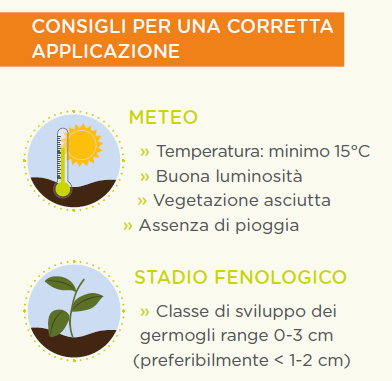 CONSIGLI PER UNA CORRETTA
APPLICAZIONE
METEO
» Temperatura: minimo 15°C
» Buona luminosità
» Vegetazione asciutta
» Assenza di pioggia
STADIO FENOLOGICO
» Classe di sviluppo dei
germogli range 0-3 cm
(preferibilmente < 1-2 cm)